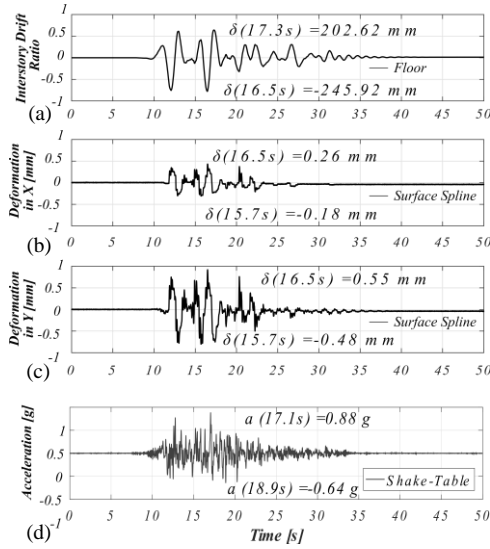 1
δ(17.3s)=202.62 mm
0.5
0
-0.5
Floor
δ(16.5s)=-245.92 mm
-1
Interstory Drift
Ratio
(a)
0 5 10 15 20 25 30 35 40 45 50
1
δ(16.5s)=0.26 mm
0.5
0
-0.5
Surface Spline
δ(15.7s)=-0.18 mm
-1
Deformation
in X [mm]
(b)
0 5 10 15 20 25 30 35 40 45 50
1
δ(16.5s)=0.55 mm
0.5
0
-0.5
Surface Spline
δ(15.7s)=-0.48 mm
-1
Deformation
in Y [mm]
(c)
0 5 10 15 20 25 30 35 40 45 50
a (17.1s)=0.88 g
1
0.5
0
-0.5
Shake-Table
a (18.9s)=-0.64 g
-1
Acceleration [g]
(d)
0 5 10 15 20 25 30 35 40 45 50
Time [s]